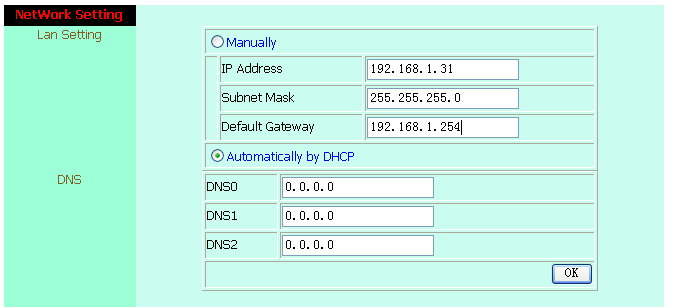 NetWork Setting
Lan Setting
Manually
IP Address 192.168.1.31
Subnet Mask 255.255.255.0
Default Gateway 192.168.1.254
Automatically by DHCP
DNS
DNS0 0.0.0.0
DNS1 0.0.0.0
DNS2 0.0.0.0
OK